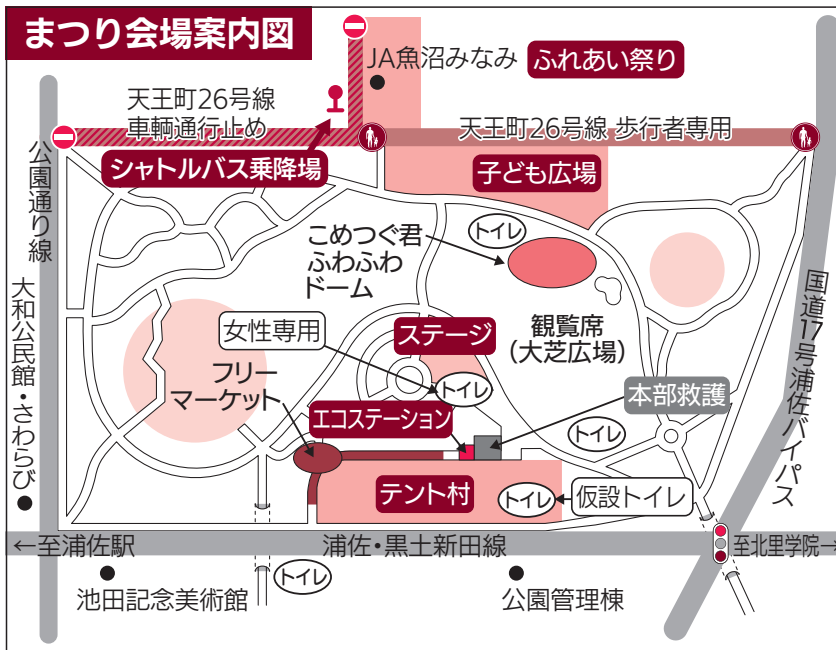 まつり会場案内図
JA魚沼みなみ
ふれあい祭り
天王町26号線
車輌通行止め
天王町26号線 歩行者専用
シャトルバス乗降場
子ども広場
公園通り線
トイレ
こめつぐ君
ふわふわ
ドーム
国道17号浦佐バイパス
大和公民館・さわらび
女性専用
ステージ
観覧席
(大芝広場)
フリー
マーケット
トイレ
本部救護
エコステーション
トイレ
テント村
トイレ
仮設トイレ
←至浦佐駅
浦佐・黒土新田線
至北里学院→
トイレ
池田記念美術館
公園管理棟